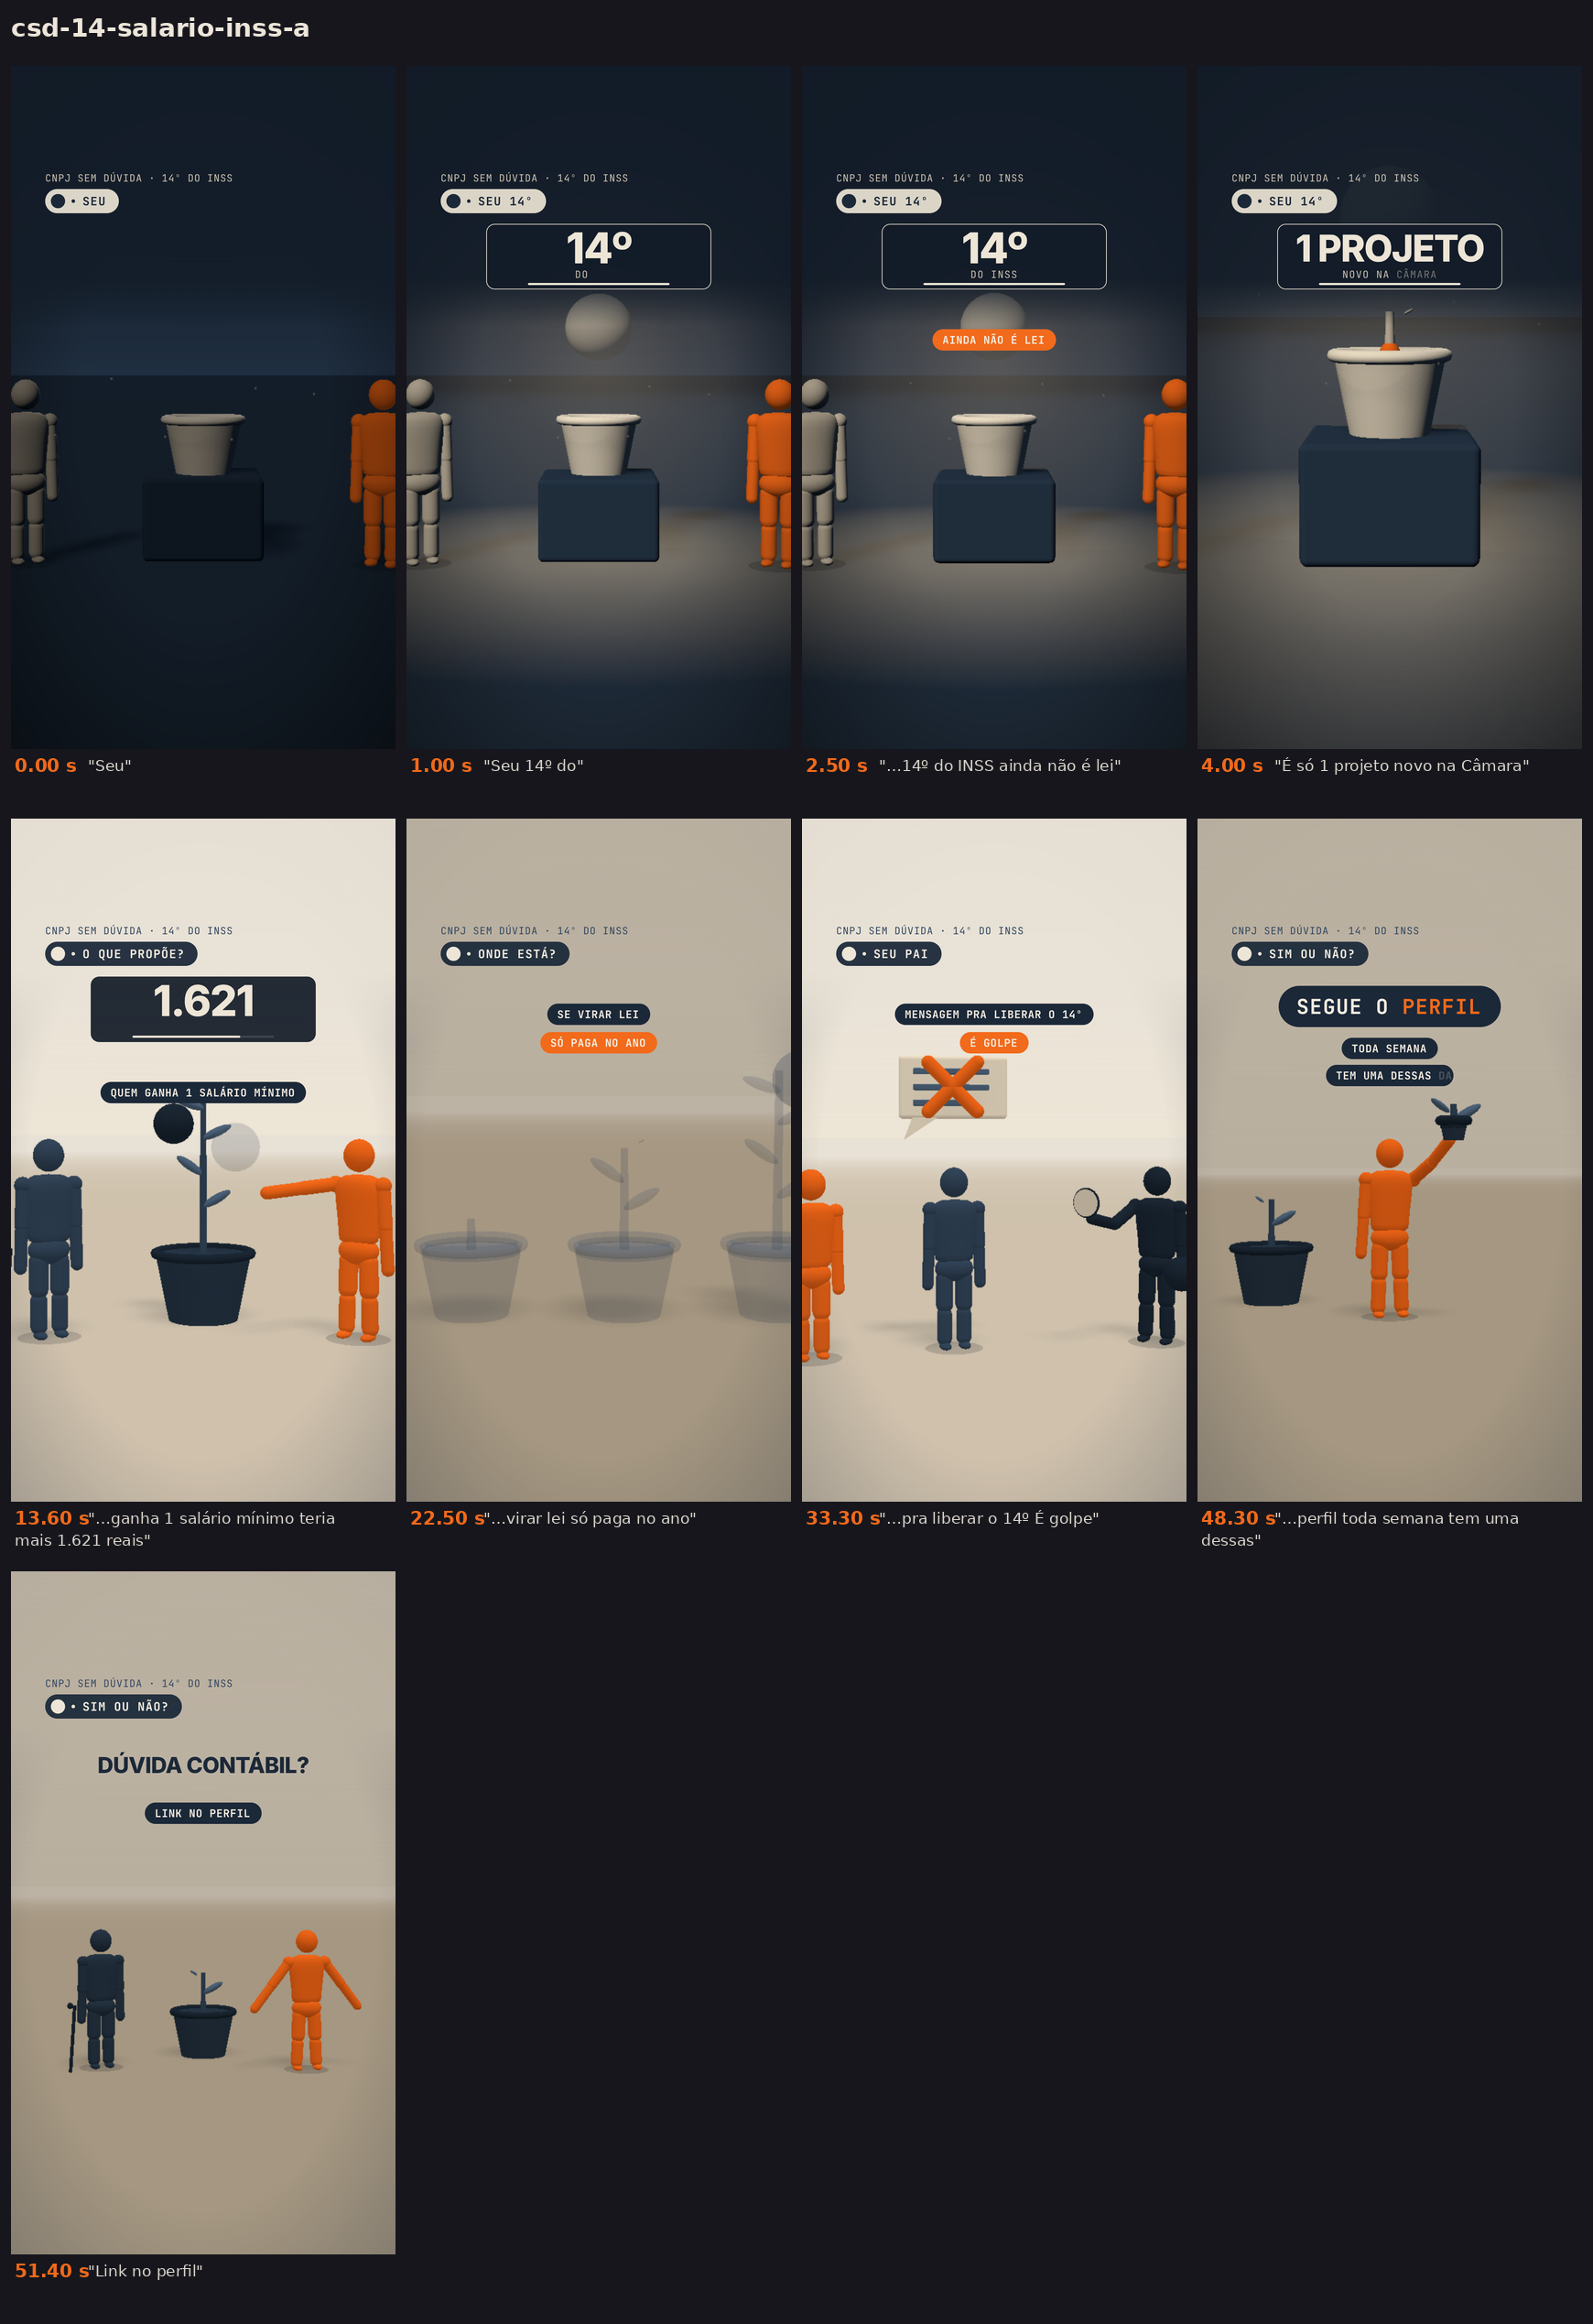 csd-14-salario-inss-a
CNPJ SEM DÚVIDA · 14° DO INSS
• SEU
0.00 s "Seu"
CNPJ SEM DÚVIDA · 14° DO INSS
• SEU 14°
14º
DO
1.00 s "Seu 14º do"
CNPJ SEM DÚVIDA · 14° DO INSS
• SEU 14°
14º
DO INSS
AINDA NÃO É LEI
2.50 s "...14º do INSS ainda não é lei"
CNPJ SEM DÚVIDA · 14° DO INSS
• SEU 14°
1 PROJETO
NOVO NA CÂMARA
4.00 s "É só 1 projeto novo na Câmara"
CNPJ SEM DÚVIDA · 14° DO INSS
• O QUE PROPÕE?
1.621
QUEM GANHA 1 SALÁRIO MÍNIMO
13.60 s "...ganha 1 salário mínimo teria
mais 1.621 reais"
CNPJ SEM DÚVIDA · 14° DO INSS
• ONDE ESTÁ?
SE VIRAR LEI
SÓ PAGA NO ANO
22.50 s "...virar lei só paga no ano"
CNPJ SEM DÚVIDA · 14° DO INSS
• SEU PAI
MENSAGEM PRA LIBERAR O 14°
É GOLPE
33.30 s "...pra liberar o 14º É golpe"
CNPJ SEM DÚVIDA · 14° DO INSS
• SIM OU NÃO?
SEGUE O PERFIL
TODA SEMANA
TEM UMA DESSAS DA
48.30 s "...perfil toda semana tem uma
dessas"
CNPJ SEM DÚVIDA · 14° DO INSS
• SIM OU NÃO?
DÚVIDA CONTÁBIL?
LINK NO PERFIL
51.40 s "Link no perfil"